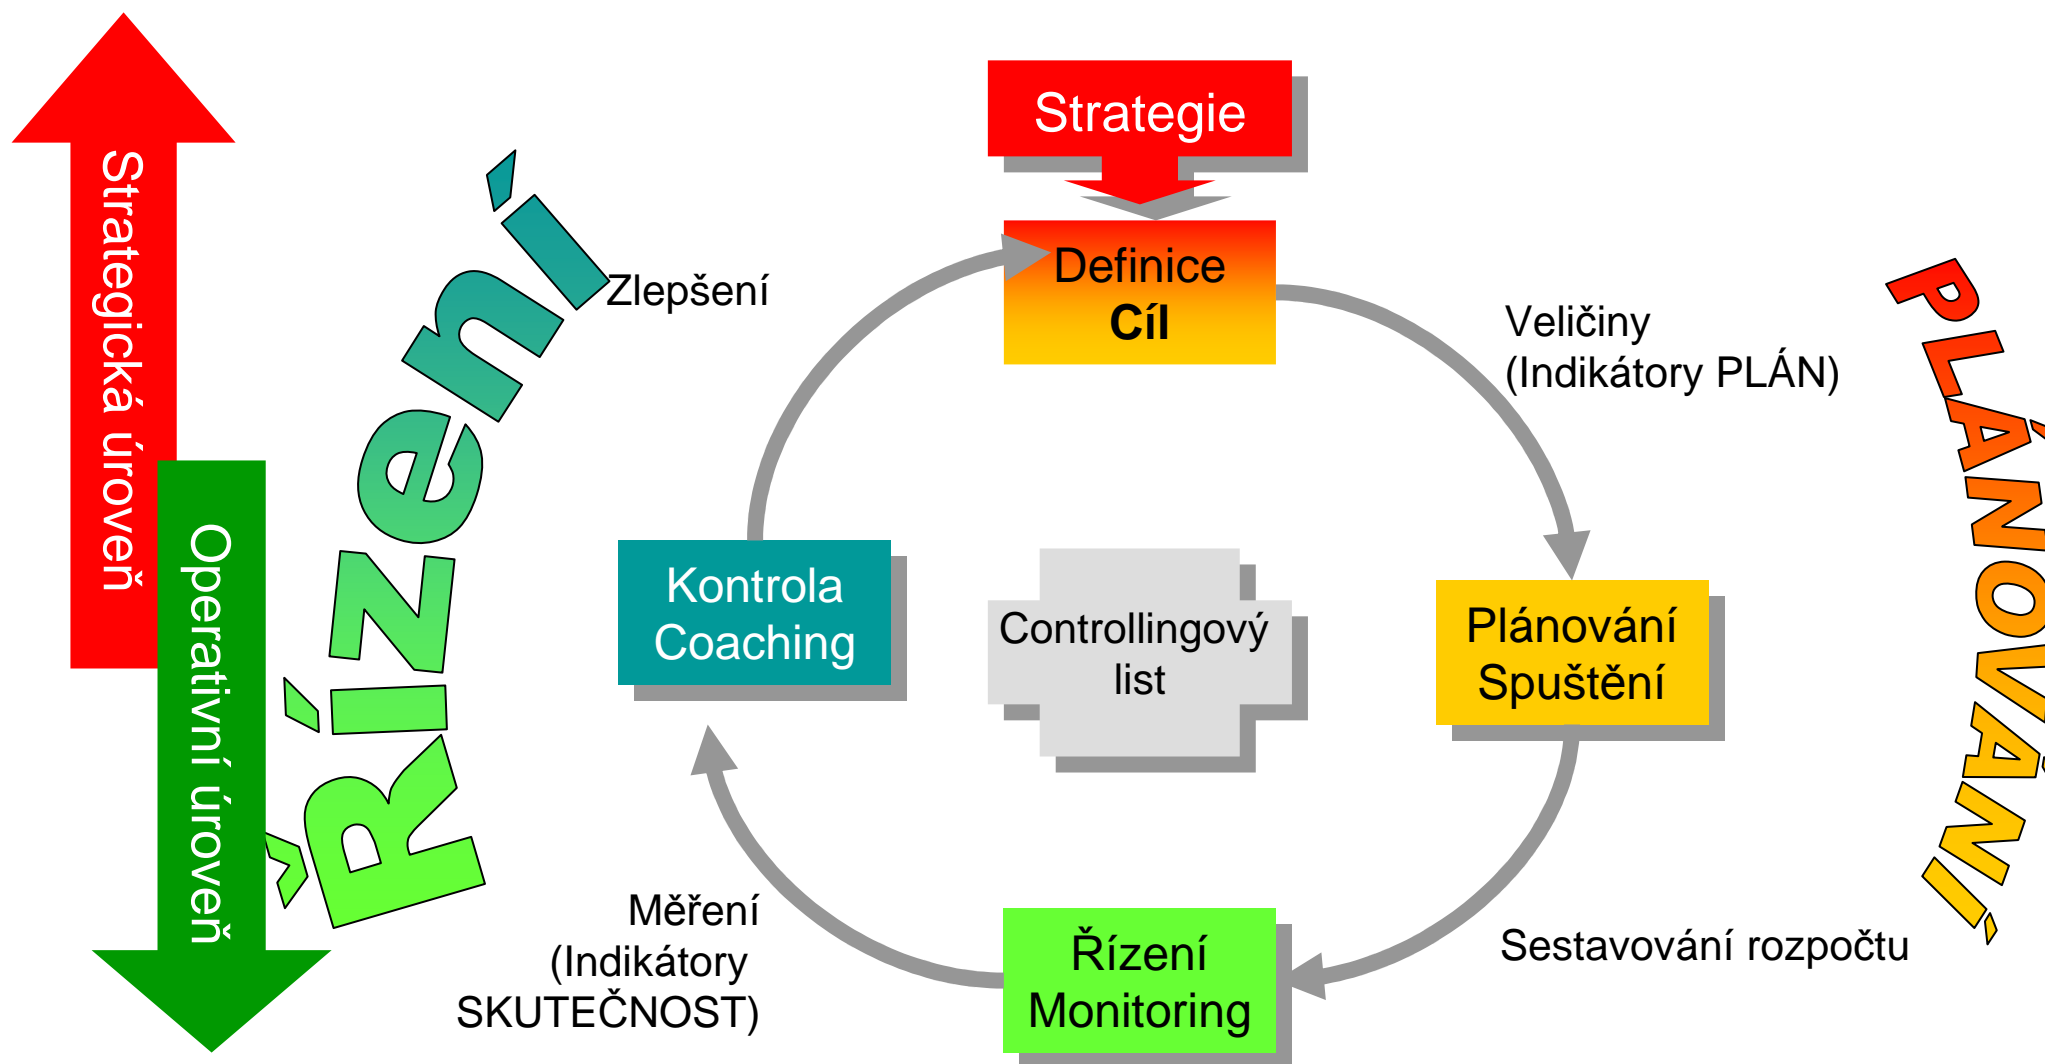 Strategická úroveň
Operativní úroveň
Řízení
Strategie
Definice
Cíl
Zlepšení
Veličiny
(Indikátory PLÁN)
PLÁNOVÁNÍ
Kontrola
Coaching
Controllingový
list
Plánování
Spuštění
Měření
(Indikátory
SKUTEČNOST)
Řízení
Monitoring
Sestavování rozpočtu